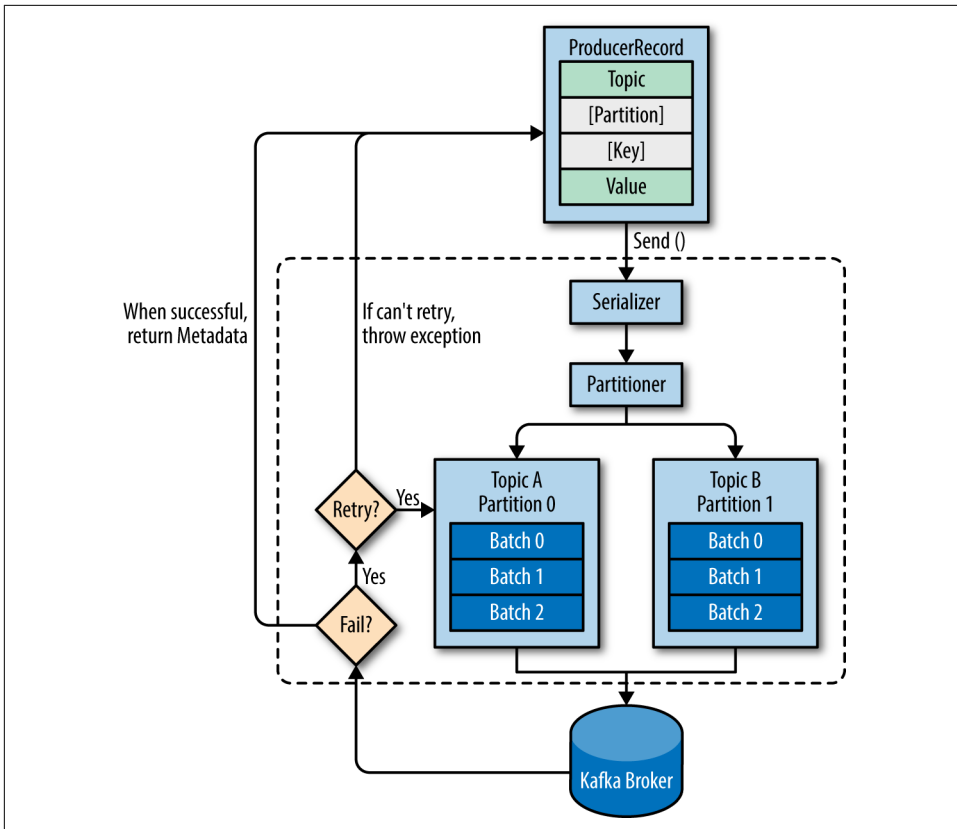 ProducerRecord
Topic
[Partition]
[Key]
Value
Send ()
Serializer
Partitioner
When successful,
return Metadata
If can't retry,
throw exception
Topic A
Partition 0
Batch 0
Batch 1
Batch 2
Topic B
Partition 1
Batch 0
Batch 1
Batch 2
Retry?
Yes
Yes
Fail?
Kafka Broker